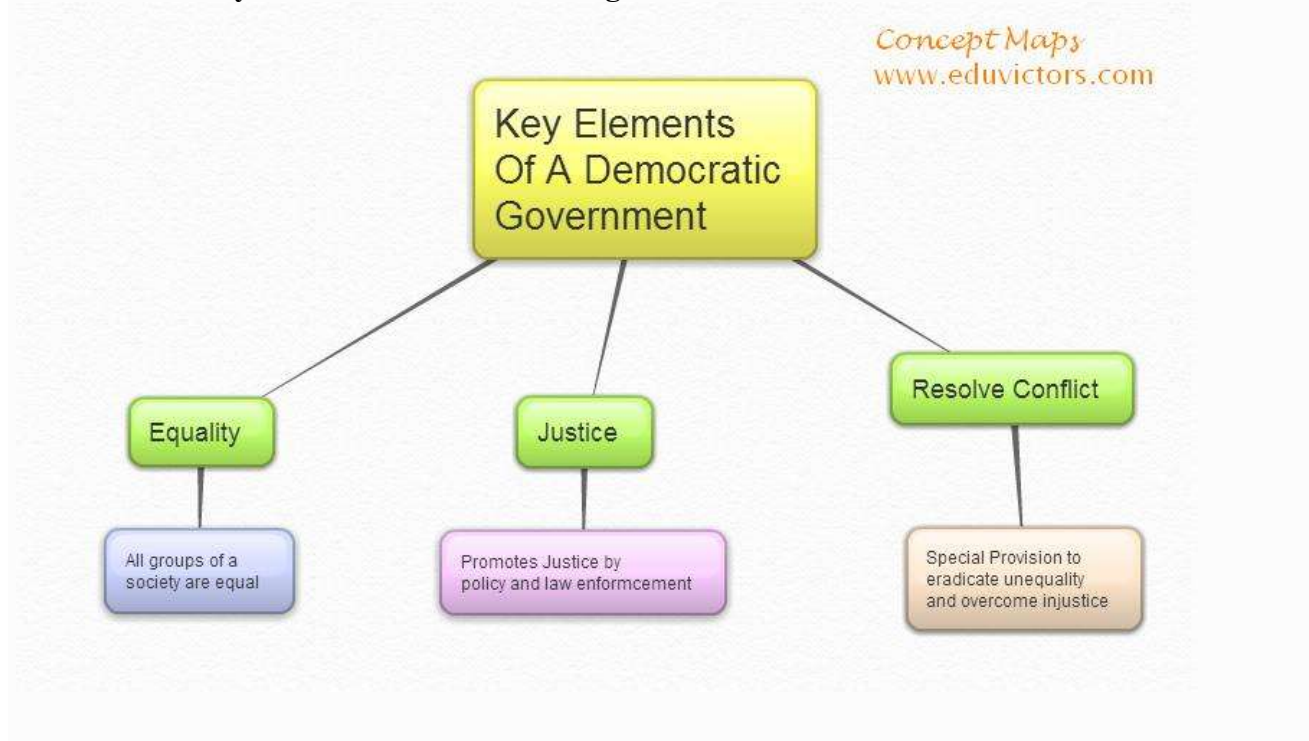 Concept Maps
www.eduvictors.com
Key Elements
Of A Democratic
Government
Equality
Justice
Resolve Conflict
All groups of a
society are equal
Promotes Justice by
policy and law enformcement
Special Provision to
eradicate unequality
and overcome injustice